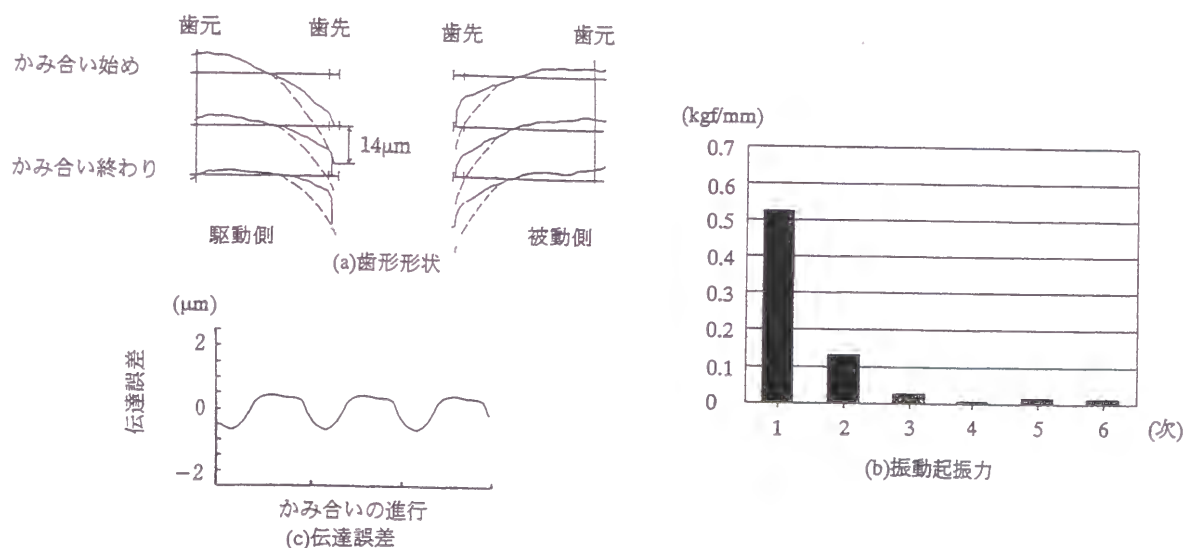 歯元
歯先
歯先
歯元
かみ合い始め
14μm
かみ合い終わり
駆動側
被動側
(a)歯形形状
(μm)
2
0
−2
伝達誤差
かみ合いの進行
(c)伝達誤差
(kgf/mm)
0.7
0.6
0.5
0.4
0.3
0.2
0.1
0
1 2 3 4 5 6 (次)
(b)振動起振力